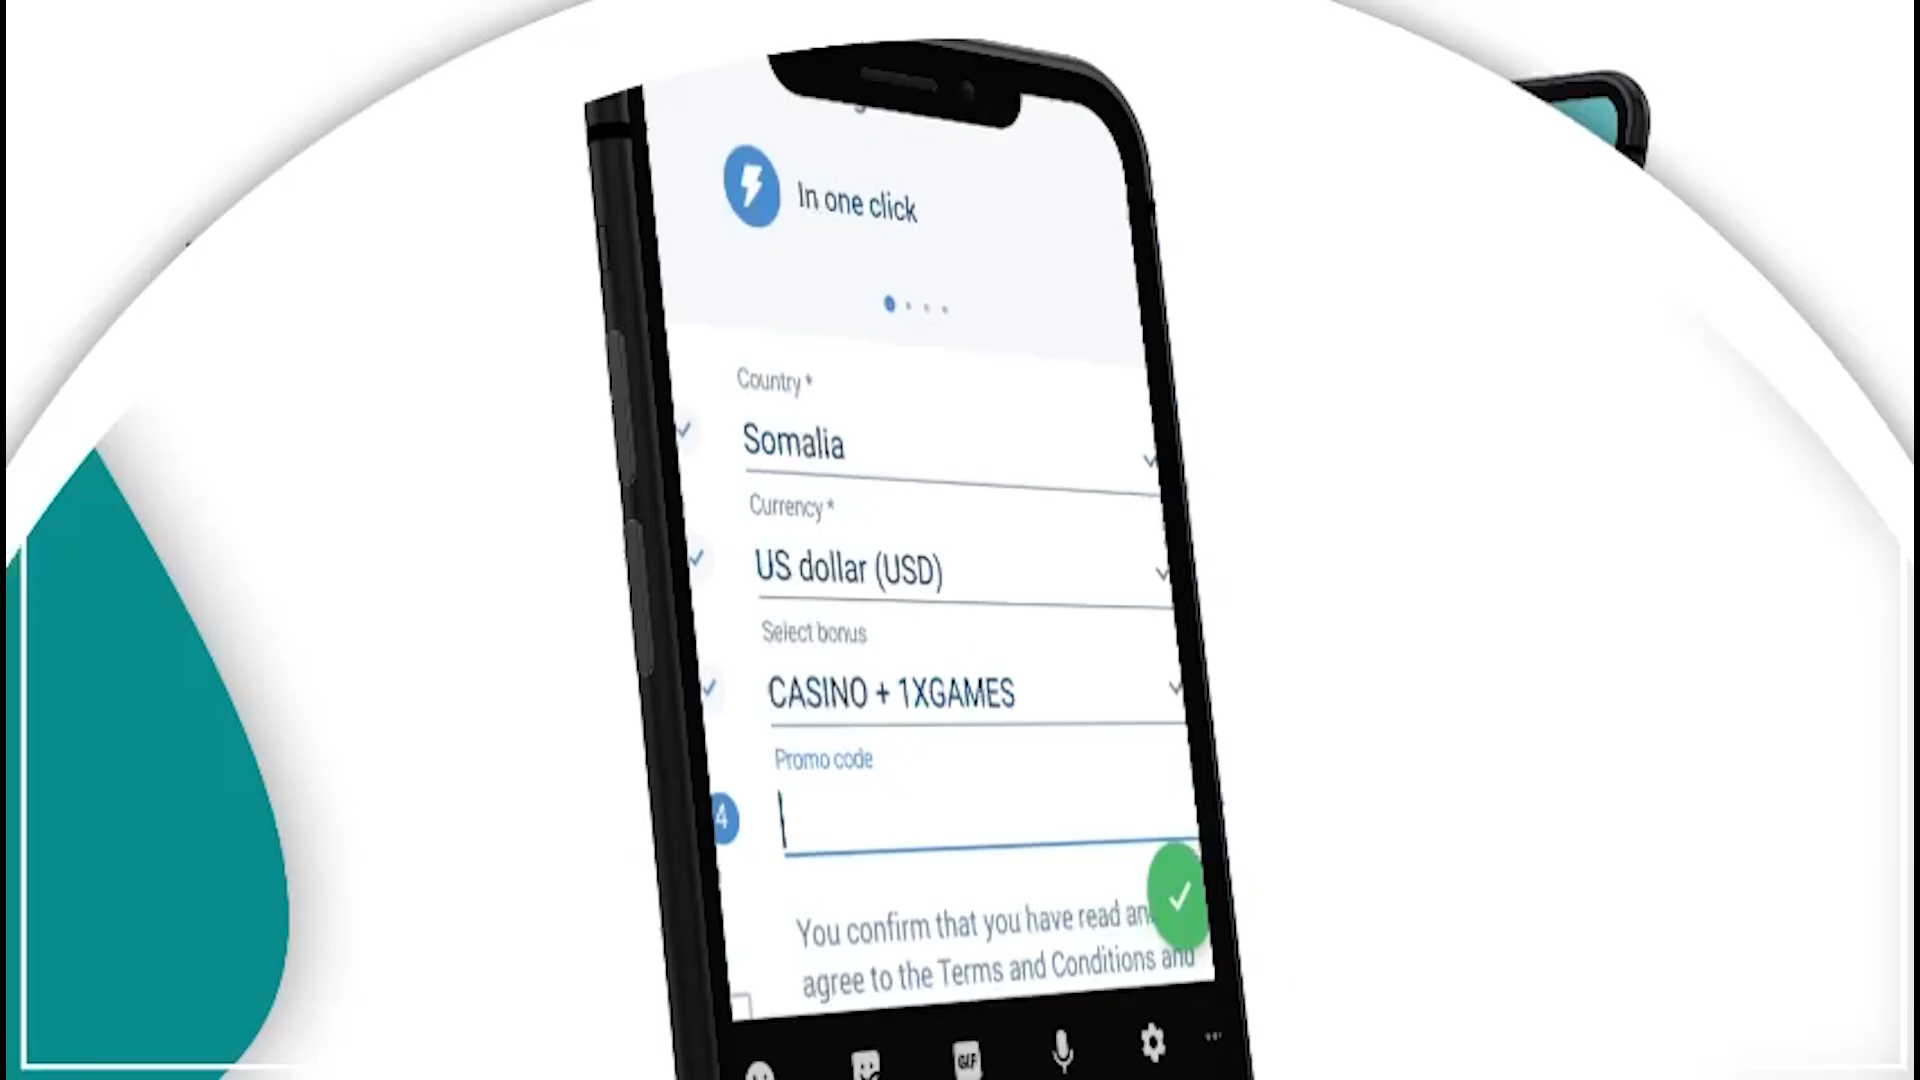 In one click
Country *
Somalia
Currency *
US dollar (USD)
Select bonus
CASINO + 1XGAMES
Promo code
4
You confirm that you have read
agree to the Terms and Conditions and
GIF